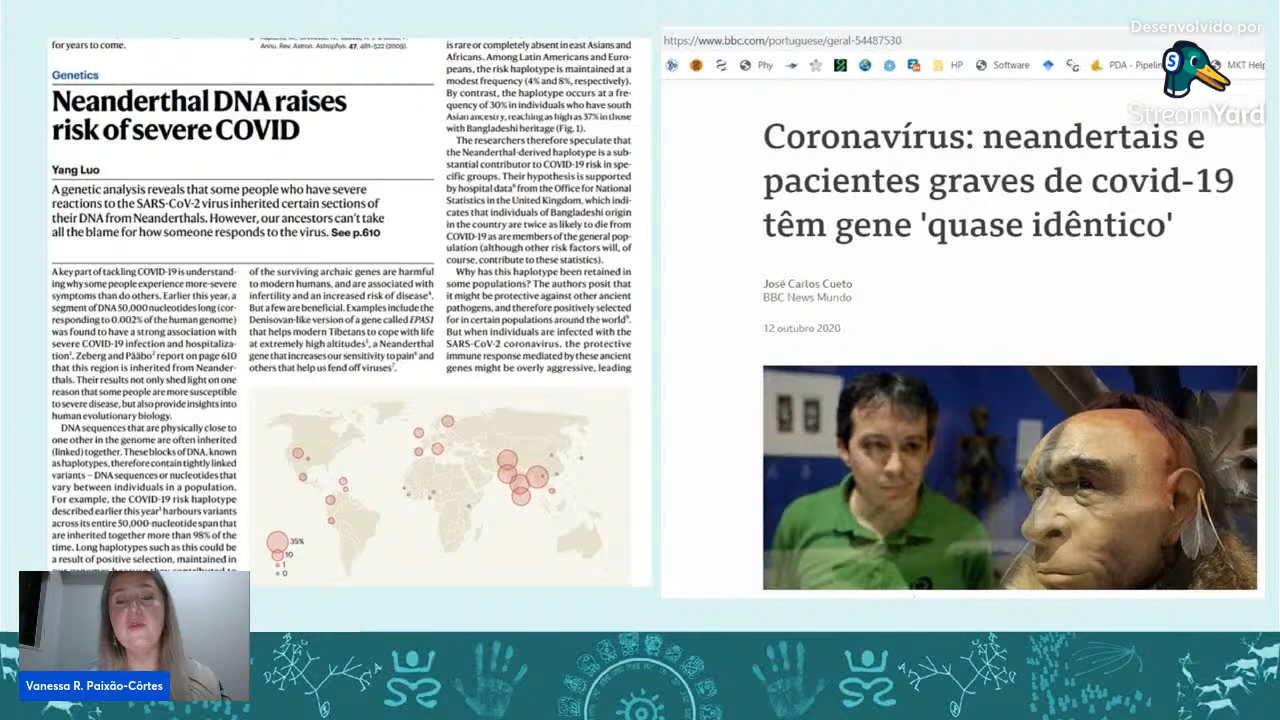 Desenvolvido por
StreamYard
for years to come.
Annu. Rev. Astron. Astrophys. 47, 481–522 (2009).
Genetics
Neanderthal DNA raises
risk of severe COVID
Yang Luo
A genetic analysis reveals that some people who have severe
reactions to the SARS-CoV-2 virus inherited certain sections of
their DNA from Neanderthals. However, our ancestors can't take
all the blame for how someone responds to the virus. See p.610
A key part of tackling COVID-19 is understand-
ing why some people experience more-severe
symptoms than do others. Earlier this year, a
segment of DNA 50,000 nucleotides long (cor-
responding to 0.002% of the human genome)
was found to have a strong association with
severe COVID-19 infection and hospitaliza-
tion1. Zeberg and Pääbo2 report on page 610
that this region is inherited from Neander-
thals. Their results not only shed light on one
reason that some people are more susceptible
to severe disease, but also provide insights into
human evolutionary biology.
DNA sequences that are physically close to
one other in the genome are often inherited
(linked) together. These blocks of DNA, known
as haplotypes, therefore contain tightly linked
variants — DNA sequences or nucleotides that
vary between individuals in a population.
For example, the COVID-19 risk haplotype
described earlier this year1 harbours variants
across its entire 50,000-nucleotide span that
are inherited together more than 98% of the
time. Long haplotypes such as this could be
a result of positive selection, maintained in
of the surviving archaic genes are harmful
to modern humans, and are associated with
infertility and an increased risk of disease4.
But a few are beneficial. Examples include the
Denisovan-like version of a gene called EPAS1
that helps modern Tibetans to cope with life
at extremely high altitudes5, a Neanderthal
gene that increases our sensitivity to pain6 and
others that help us fend off viruses7.
is rare or completely absent in east Asians and
Africans. Among Latin Americans and Euro-
peans, the risk haplotype is maintained at a
modest frequency (4% and 8%, respectively).
By contrast, the haplotype occurs at a fre-
quency of 30% in individuals who have south
Asian ancestry, reaching as high as 37% in those
with Bangladeshi heritage (Fig. 1).
The researchers therefore speculate that
the Neanderthal-derived haplotype is a sub-
stantial contributor to COVID-19 risk in spe-
cific groups. Their hypothesis is supported
by hospital data8 from the Office for National
Statistics in the United Kingdom, which indi-
cates that individuals of Bangladeshi origin
in the country are twice as likely to die from
COVID-19 as are members of the general pop-
ulation (although other risk factors will, of
course, contribute to these statistics).
Why has this haplotype been retained in
some populations? The authors posit that
it might be protective against other ancient
pathogens, and therefore positively selected
for in certain populations around the world9.
But when individuals are infected with the
SARS-CoV-2 coronavirus, the protective
immune response mediated by these ancient
genes might be overly aggressive, leading
35%
10
1
0
https://www.bbc.com/portuguese/geral-54487530
Phy
HP
Software
PDA - Pipelin
MKT Help
Coronavírus: neandertais e
pacientes graves de covid-19
têm gene 'quase idêntico'
José Carlos Cueto
BBC News Mundo
12 outubro 2020
Vanessa R. Paixão-Côrtes